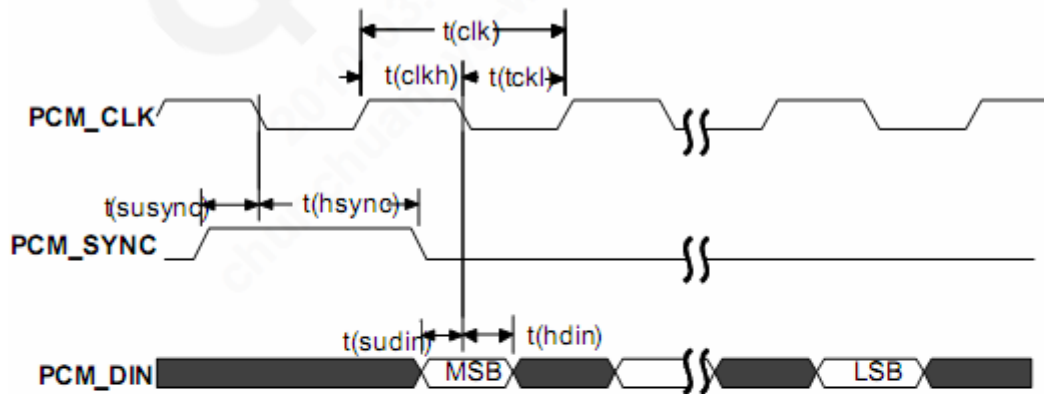 t(clk)
t(clkh) t(tckl)
PCM_CLK
t(susync) t(hsync)
PCM_SYNC
t(sudin) t(hdin)
PCM_DIN MSB LSB